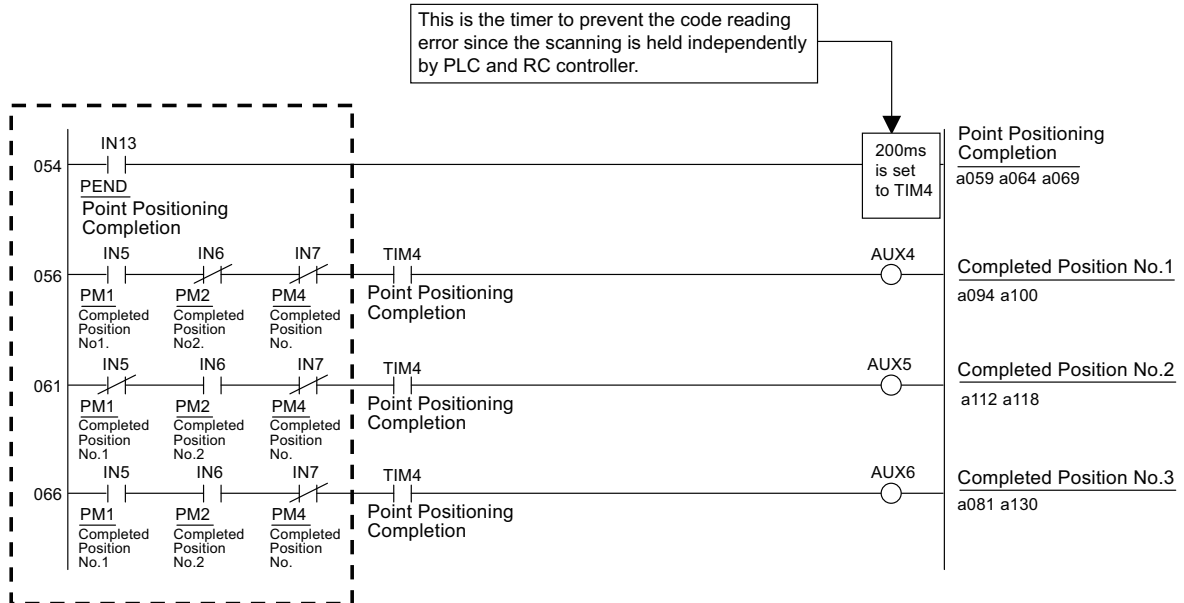 This is the timer to prevent the code reading
error since the scanning is held independently
by PLC and RC controller.
054
IN13
PEND
Point Positioning
Completion
200ms
is set
to TIM4
Point Positioning
Completion
a059 a064 a069
056
IN5
IN6
IN7
TIM4
AUX4
PM1
Completed
Position
No1.
PM2
Completed
Position
No2.
PM4
Completed
Position
No.
Point Positioning
Completion
Completed Position No.1
a094 a100
061
IN5
IN6
IN7
TIM4
AUX5
PM1
Completed
Position
No.1
PM2
Completed
Position
No.2
PM4
Completed
Position
No.
Point Positioning
Completion
Completed Position No.2
a112 a118
066
IN5
IN6
IN7
TIM4
AUX6
PM1
Completed
Position
No.1
PM2
Completed
Position
No.2
PM4
Completed
Position
No.
Point Positioning
Completion
Completed Position No.3
a081 a130